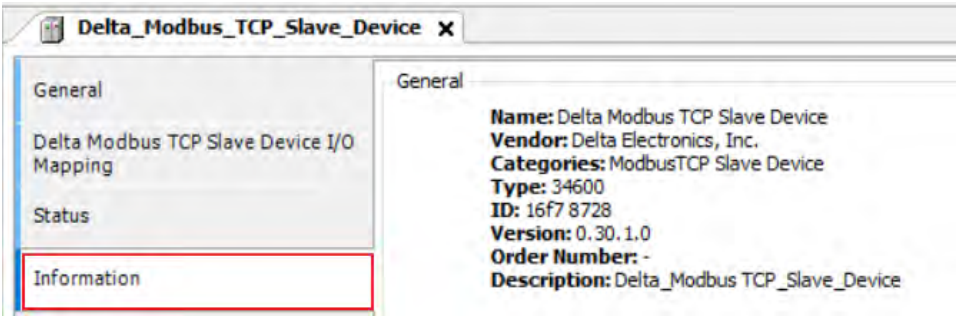 Delta_Modbus_TCP_Slave_Device X
General
Delta Modbus TCP Slave Device I/O
Mapping
Status
Information
General
Name: Delta Modbus TCP Slave Device
Vendor: Delta Electronics, Inc.
Categories: ModbusTCP Slave Device
Type: 34600
ID: 16f7 8728
Version: 0.30.1.0
Order Number: -
Description: Delta_Modbus TCP_Slave_Device